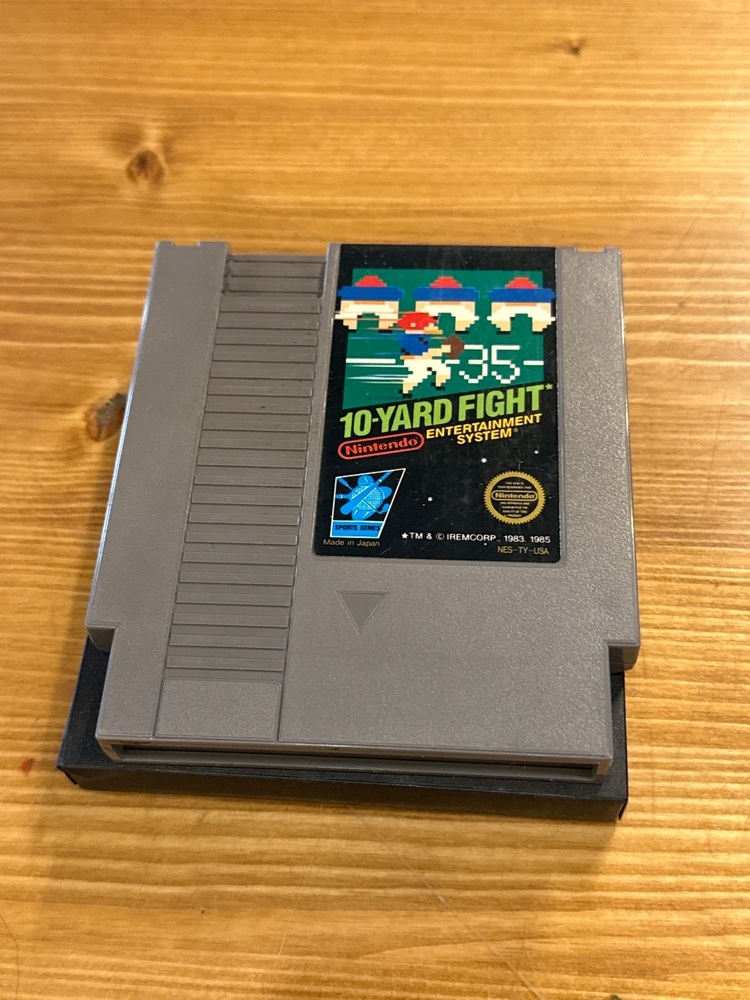 35
10-YARD FIGHT*
Nintendo
ENTERTAINMENT
SYSTEM®
SPORTS SERIES
Nintendo
Made in Japan
★TM & © IREMCORP. 1983. 1985
NES-TY-USA